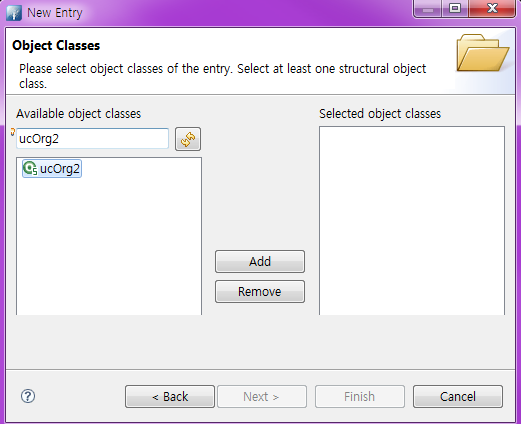 New Entry
Object Classes
Please select object classes of the entry. Select at least one structural object
class.
Available object classes
Selected object classes
ucOrg2
ucOrg2
Add
Remove
< Back
Next >
Finish
Cancel